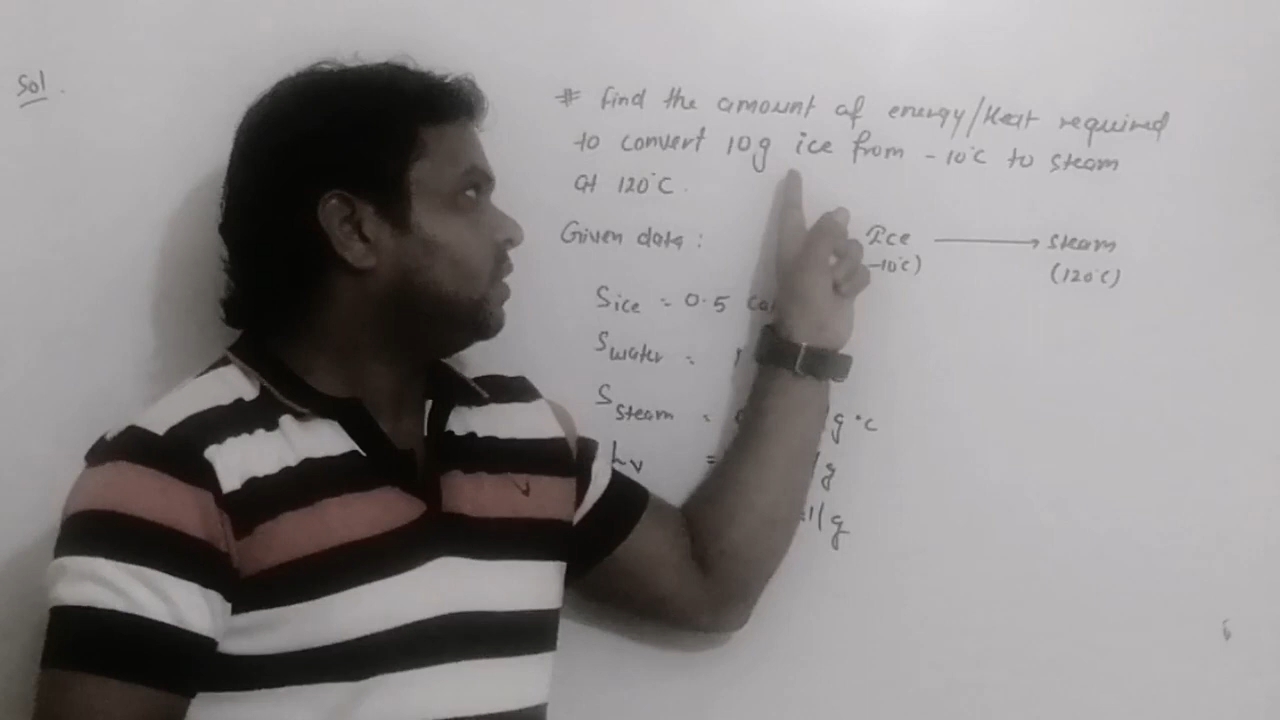 Sol.
# Find the amount of energy/Heat required
to convert 10g ice from -10°C to steam
at 120°C.
Given data:
Ice → steam
-10°C) (120°C)
Sice = 0.5
Swater =
Ssteam = g°C
Lv = /g
/g